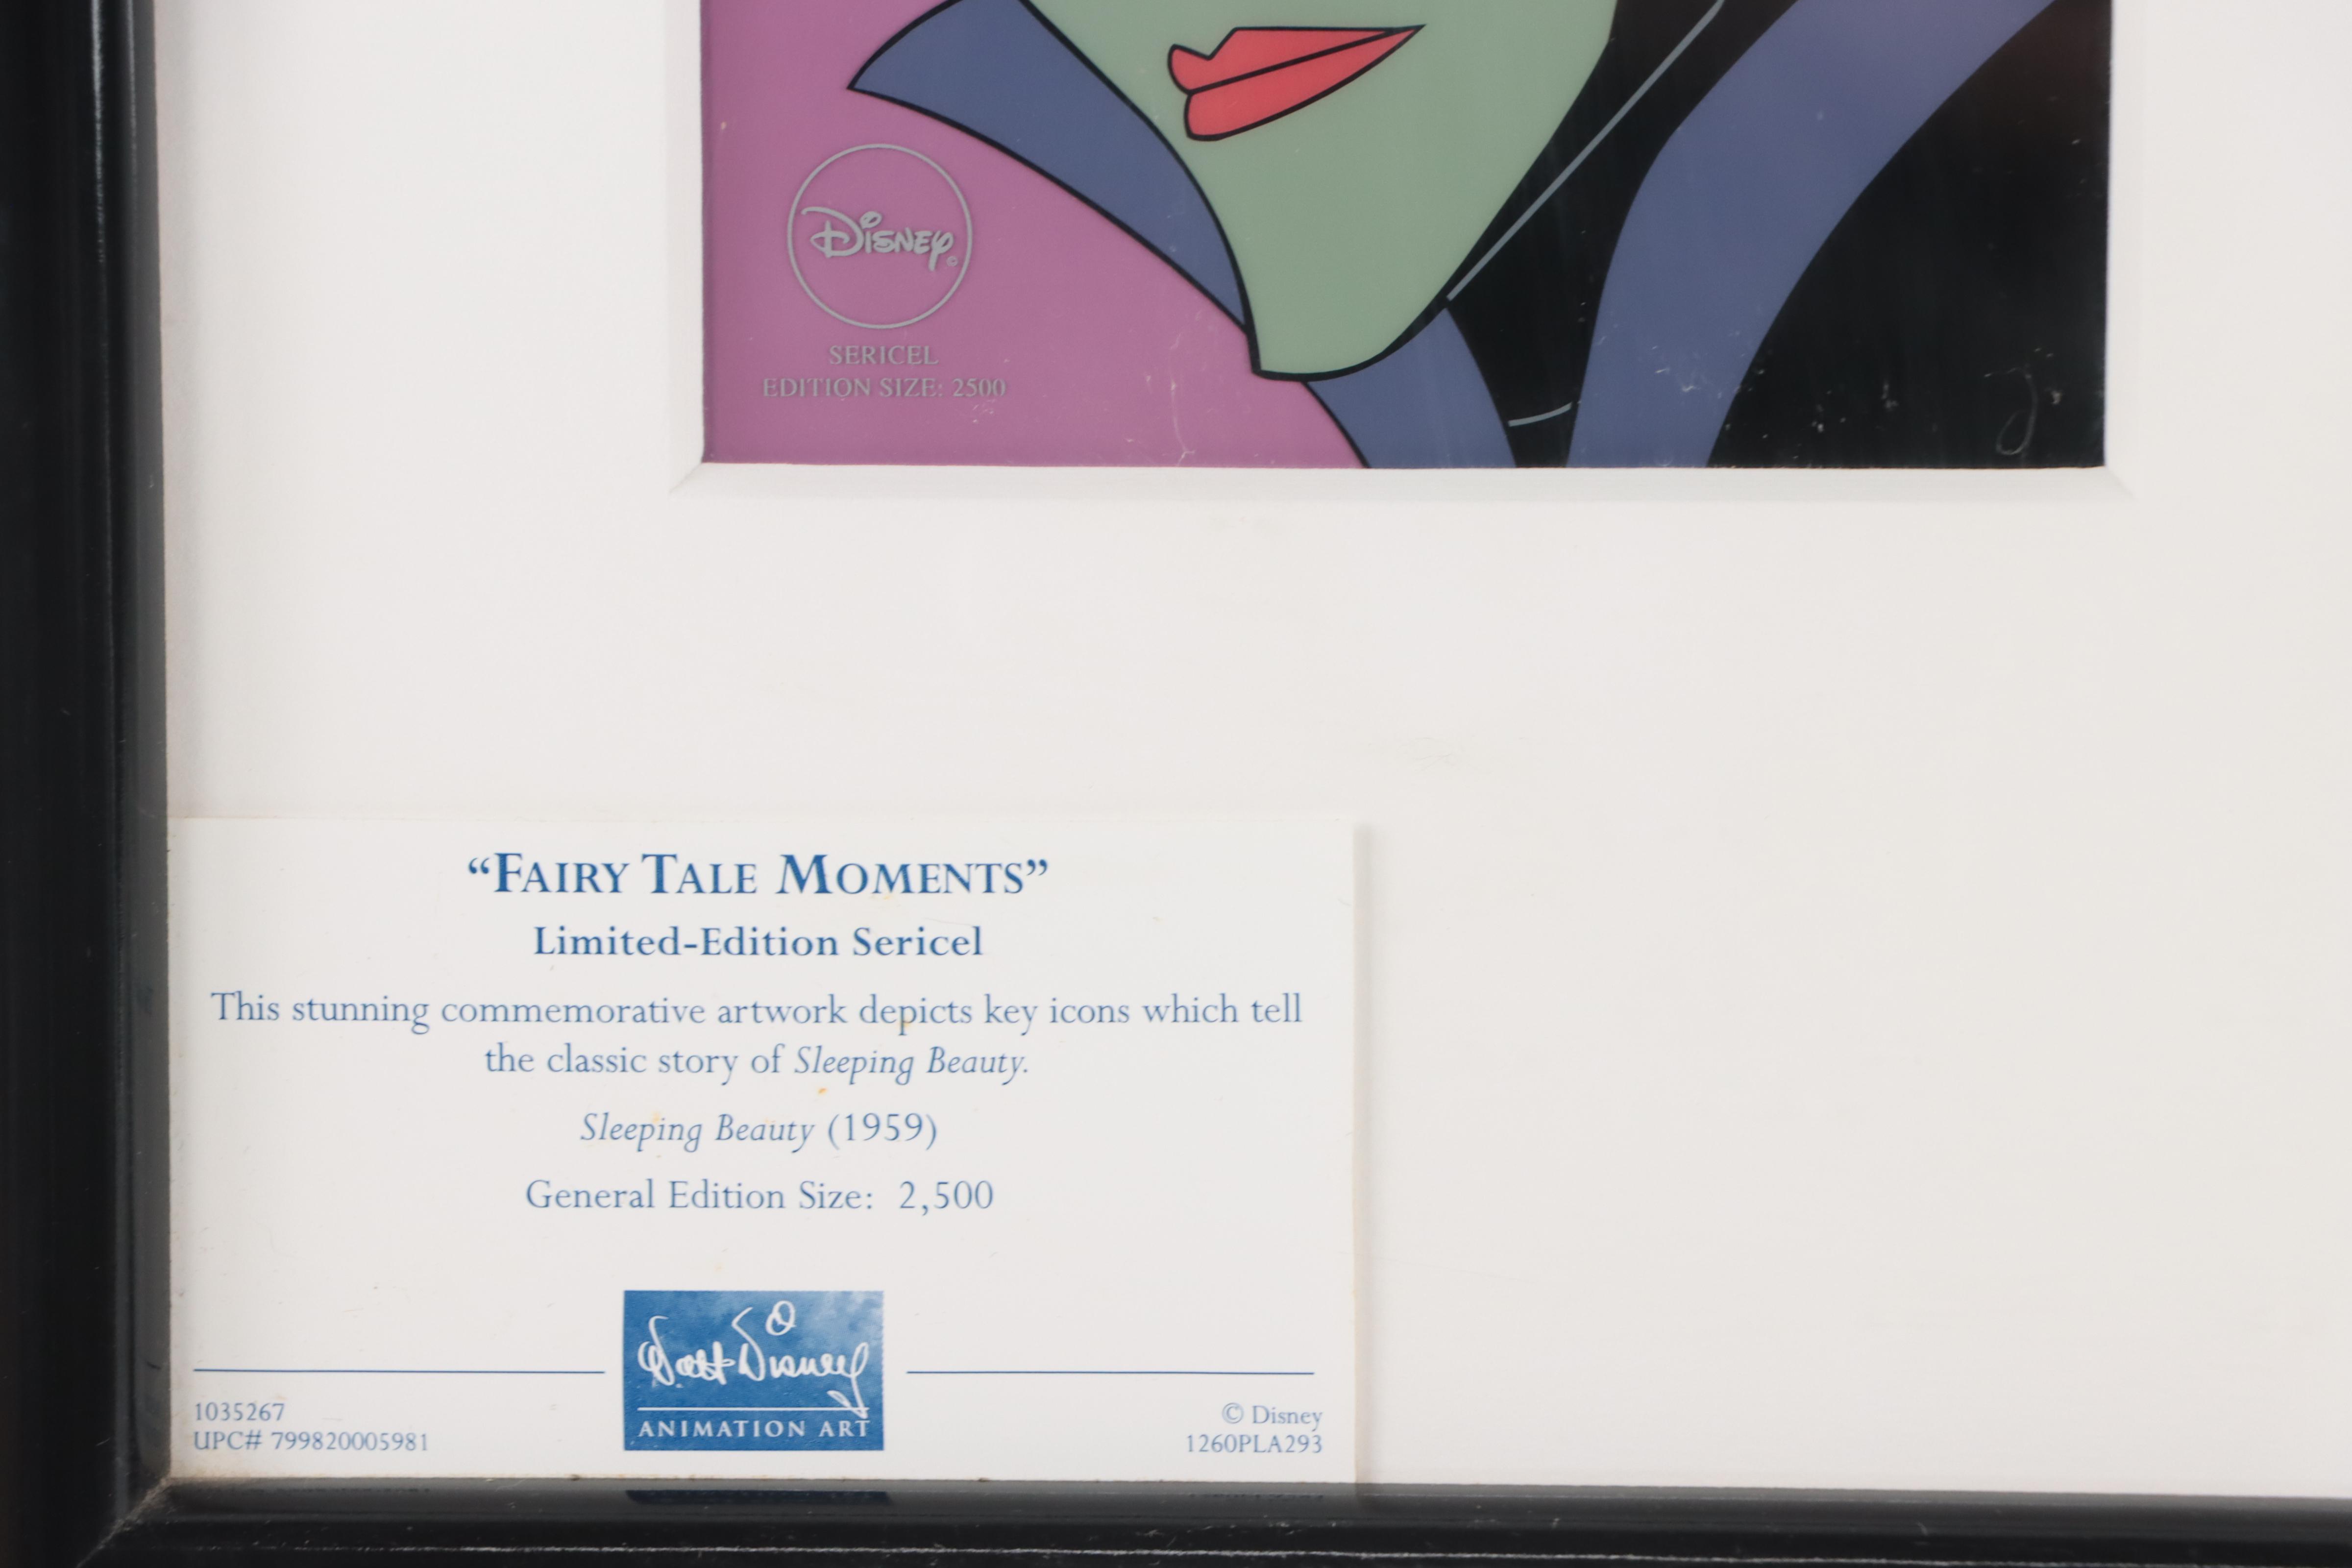 Disney©
SERICEL
EDITION SIZE: 2500
“FAIRY TALE MOMENTS”
Limited-Edition Sericel
This stunning commemorative artwork depicts key icons which tell
the classic story of Sleeping Beauty.
Sleeping Beauty (1959)
General Edition Size: 2,500
Walt Disney
ANIMATION ART
1035267
UPC# 799820005981
© Disney
1260PLA293